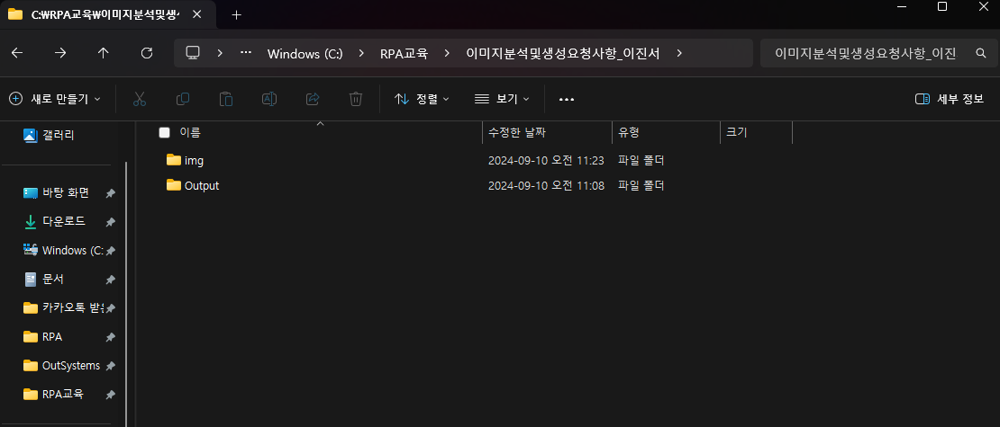 C:₩RPA교육₩이미지분석및생성
Windows (C:) RPA교육 이미지분석및생성요청사항_이진서
이미지분석및생성요청사항_이진
새로 만들기 정렬 보기 세부 정보
갤러리
바탕 화면
다운로드
Windows (C:
문서
카카오톡 받은
RPA
OutSystems
RPA교육
이름 수정한 날짜 유형 크기
img 2024-09-10 오전 11:23 파일 폴더
Output 2024-09-10 오전 11:08 파일 폴더